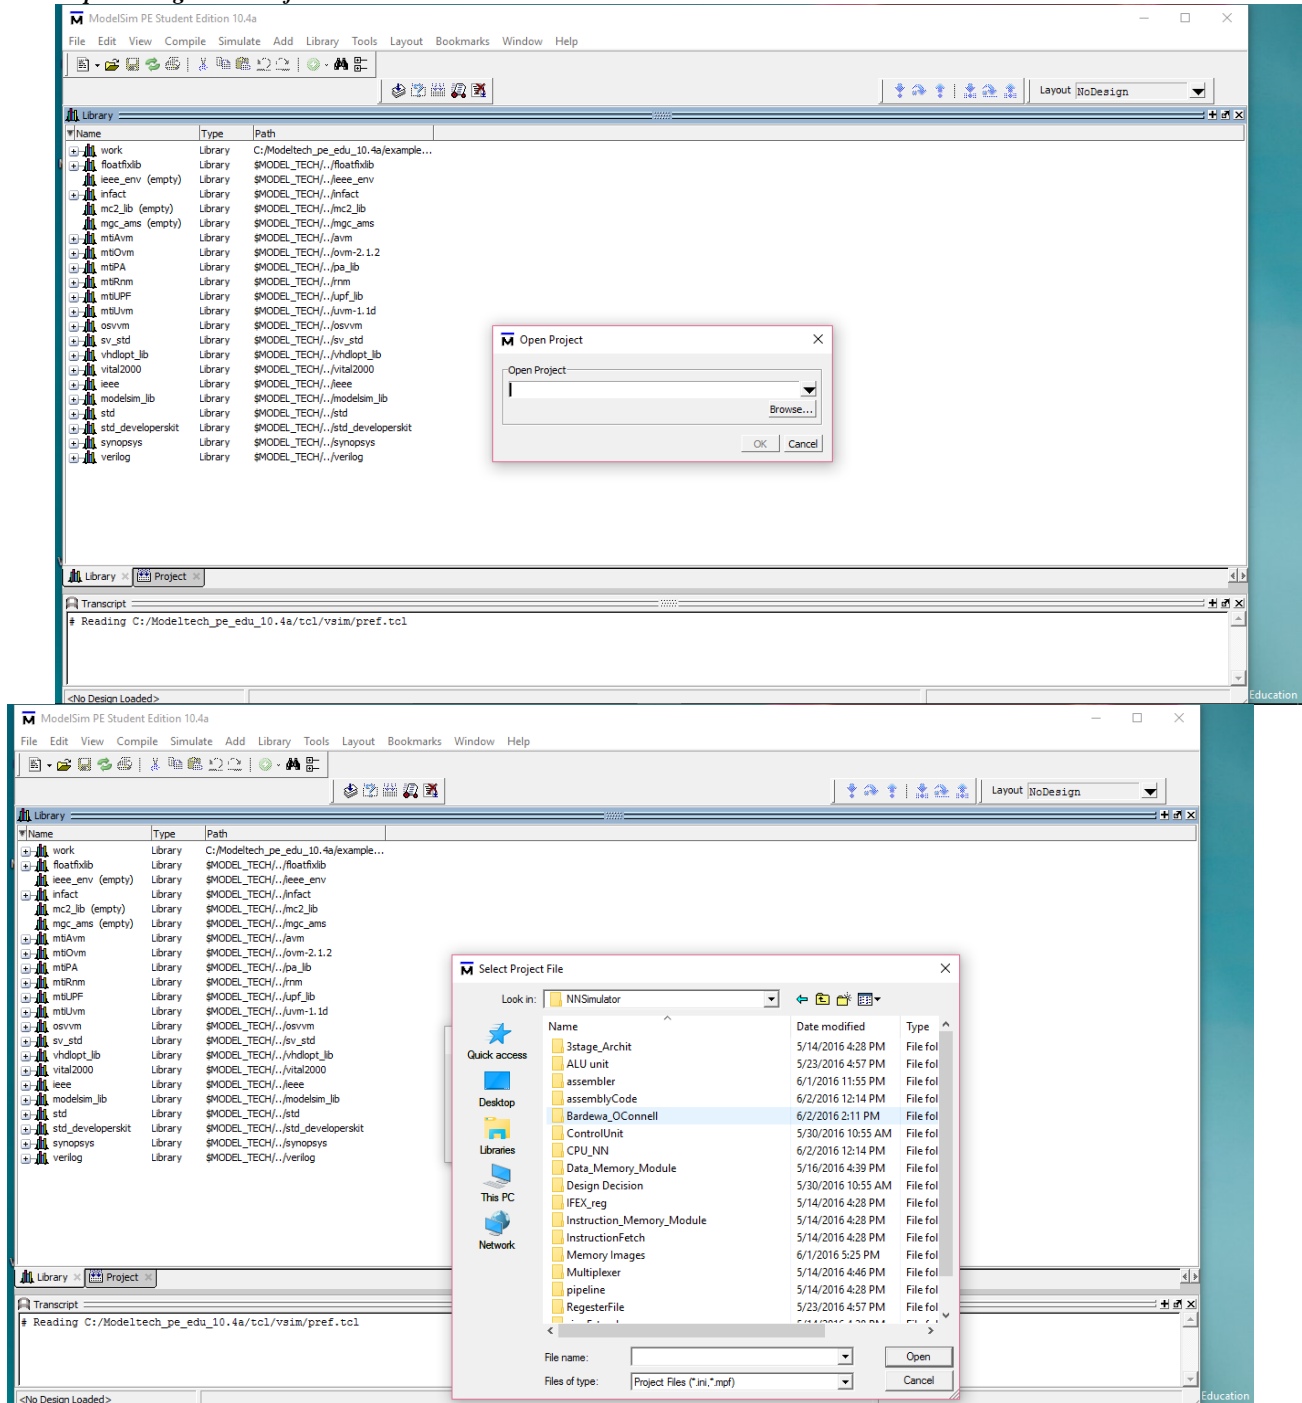 ModelSim PE Student Edition 10.4a
File Edit View Compile Simulate Add Library Tools Layout Bookmarks Window Help
Layout NoDesign
Library
Name Type Path
work Library C:/Modeltech_pe_edu_10.4a/example...
floatfixlib Library $MODEL_TECH/../floatfixlib
ieee_env (empty) Library $MODEL_TECH/../ieee_env
infact Library $MODEL_TECH/../infact
mc2_lib (empty) Library $MODEL_TECH/../mc2_lib
mgc_ams (empty) Library $MODEL_TECH/../mgc_ams
mtiAvm Library $MODEL_TECH/../avm
mtiOvm Library $MODEL_TECH/../ovm-2.1.2
mtiPA Library $MODEL_TECH/../pa_lib
mtiRnm Library $MODEL_TECH/../rnm
mtiUPF Library $MODEL_TECH/../upf_lib
mtiUvm Library $MODEL_TECH/../uvm-1.1d
osvvm Library $MODEL_TECH/../osvvm
sv_std Library $MODEL_TECH/../sv_std
vhdlopt_lib Library $MODEL_TECH/../vhdlopt_lib
vital2000 Library $MODEL_TECH/../vital2000
ieee Library $MODEL_TECH/../ieee
modelsim_lib Library $MODEL_TECH/../modelsim_lib
std Library $MODEL_TECH/../std
std_developerskit Library $MODEL_TECH/../std_developerskit
synopsys Library $MODEL_TECH/../synopsys
verilog Library $MODEL_TECH/../verilog
Open Project
Open Project
Browse...
OK Cancel
Library Project
Transcript
# Reading C:/Modeltech_pe_edu_10.4a/tcl/vsim/pref.tcl
<No Design Loaded>
Education
ModelSim PE Student Edition 10.4a
File Edit View Compile Simulate Add Library Tools Layout Bookmarks Window Help
Layout NoDesign
Library
Name Type Path
work Library C:/Modeltech_pe_edu_10.4a/example...
floatfixlib Library $MODEL_TECH/../floatfixlib
ieee_env (empty) Library $MODEL_TECH/../ieee_env
infact Library $MODEL_TECH/../infact
mc2_lib (empty) Library $MODEL_TECH/../mc2_lib
mgc_ams (empty) Library $MODEL_TECH/../mgc_ams
mtiAvm Library $MODEL_TECH/../avm
mtiOvm Library $MODEL_TECH/../ovm-2.1.2
mtiPA Library $MODEL_TECH/../pa_lib
mtiRnm Library $MODEL_TECH/../rnm
mtiUPF Library $MODEL_TECH/../upf_lib
mtiUvm Library $MODEL_TECH/../uvm-1.1d
osvvm Library $MODEL_TECH/../osvvm
sv_std Library $MODEL_TECH/../sv_std
vhdlopt_lib Library $MODEL_TECH/../vhdlopt_lib
vital2000 Library $MODEL_TECH/../vital2000
ieee Library $MODEL_TECH/../ieee
modelsim_lib Library $MODEL_TECH/../modelsim_lib
std Library $MODEL_TECH/../std
std_developerskit Library $MODEL_TECH/../std_developerskit
synopsys Library $MODEL_TECH/../synopsys
verilog Library $MODEL_TECH/../verilog
Select Project File
Look in: NNSimulator
Quick access
Desktop
Libraries
This PC
Network
Name Date modified Type
3stage_Archit 5/14/2016 4:28 PM File fol
ALU unit 5/23/2016 4:57 PM File fol
assembler 6/1/2016 11:55 PM File fol
assemblyCode 6/2/2016 12:14 PM File fol
Bardewa_OConnell 6/2/2016 2:11 PM File fol
ControlUnit 5/30/2016 10:55 AM File fol
CPU_NN 6/2/2016 12:14 PM File fol
Data_Memory_Module 5/16/2016 4:39 PM File fol
Design Decision 5/30/2016 10:55 AM File fol
IFEX_reg 5/14/2016 4:28 PM File fol
Instruction_Memory_Module 5/14/2016 4:28 PM File fol
InstructionFetch 5/14/2016 4:28 PM File fol
Memory Images 6/1/2016 5:25 PM File fol
Multiplexer 5/14/2016 4:46 PM File fol
pipeline 5/14/2016 4:28 PM File fol
RegesterFile 5/23/2016 4:57 PM File fol
File name: Open
Files of type: Project Files (*.ini,*.mpf) Cancel
Library Project
Transcript
# Reading C:/Modeltech_pe_edu_10.4a/tcl/vsim/pref.tcl
<No Design Loaded>
Education